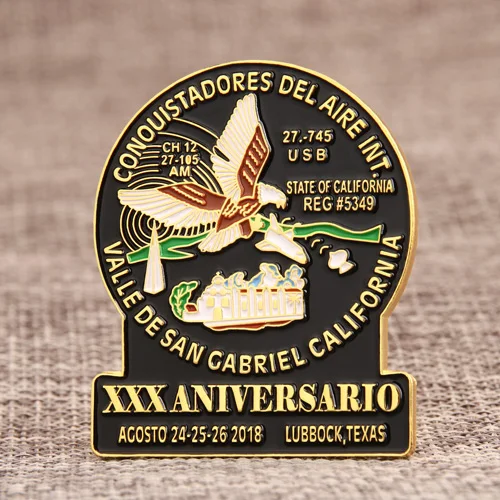 CONQUISTADORES DEL AIRE INT.
CH 12
27-105
AM
27.-745
USB
STATE OF CALIFORNIA
REG #5349
VALLE DE SAN GABRIEL CALIFORNIA
XXX ANIVERSARIO
AGOSTO 24-25-26 2018 LUBBOCK,TEXAS